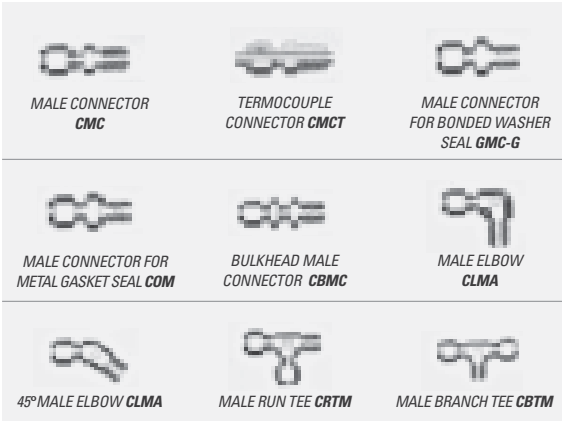 MALE CONNECTOR
CMC
TERMOCOUPLE
CONNECTOR CMCT
MALE CONNECTOR
FOR BONDED WASHER
SEAL GMC-G
MALE CONNECTOR FOR
METAL GASKET SEAL COM
BULKHEAD MALE
CONNECTOR CBMC
MALE ELBOW
CLMA
45º MALE ELBOW CLMA
MALE RUN TEE CRTM
MALE BRANCH TEE CBTM